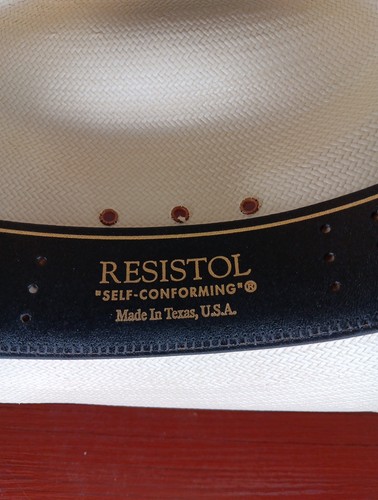 RESISTOL
"SELF-CONFORMING"®
Made In Texas, U.S.A.